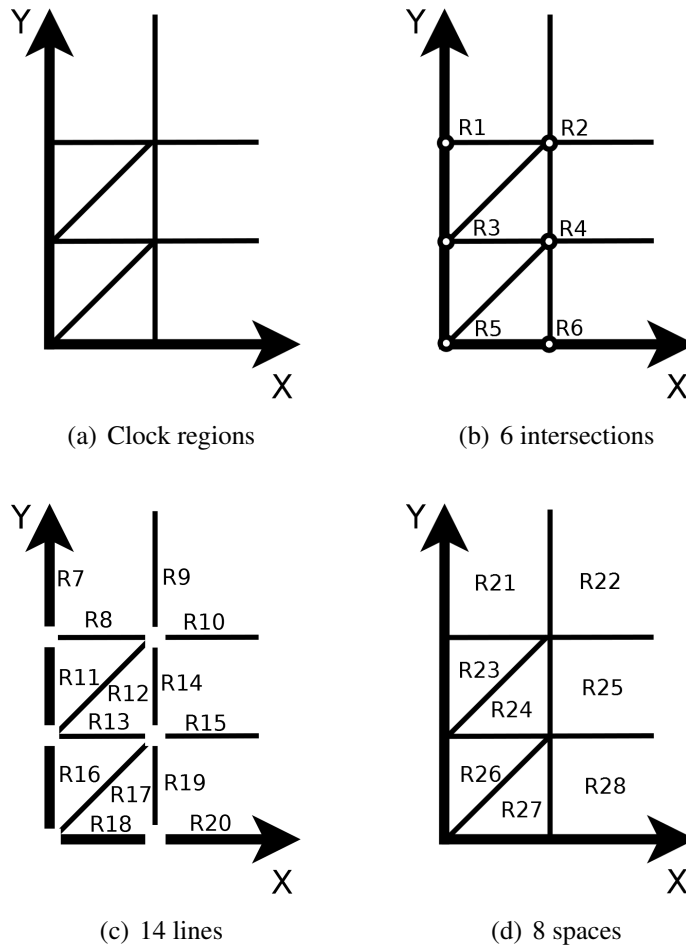 Y
X
(a) Clock regions
Y
R1 R2
R3 R4
R5 R6
X
(b) 6 intersections
Y
R7 R9
R8 R10
R11 R12 R14
R13 R15
R16 R17 R19
R18 R20
X
(c) 14 lines
Y
R21 R22
R23 R24 R25
R26 R27 R28
X
(d) 8 spaces